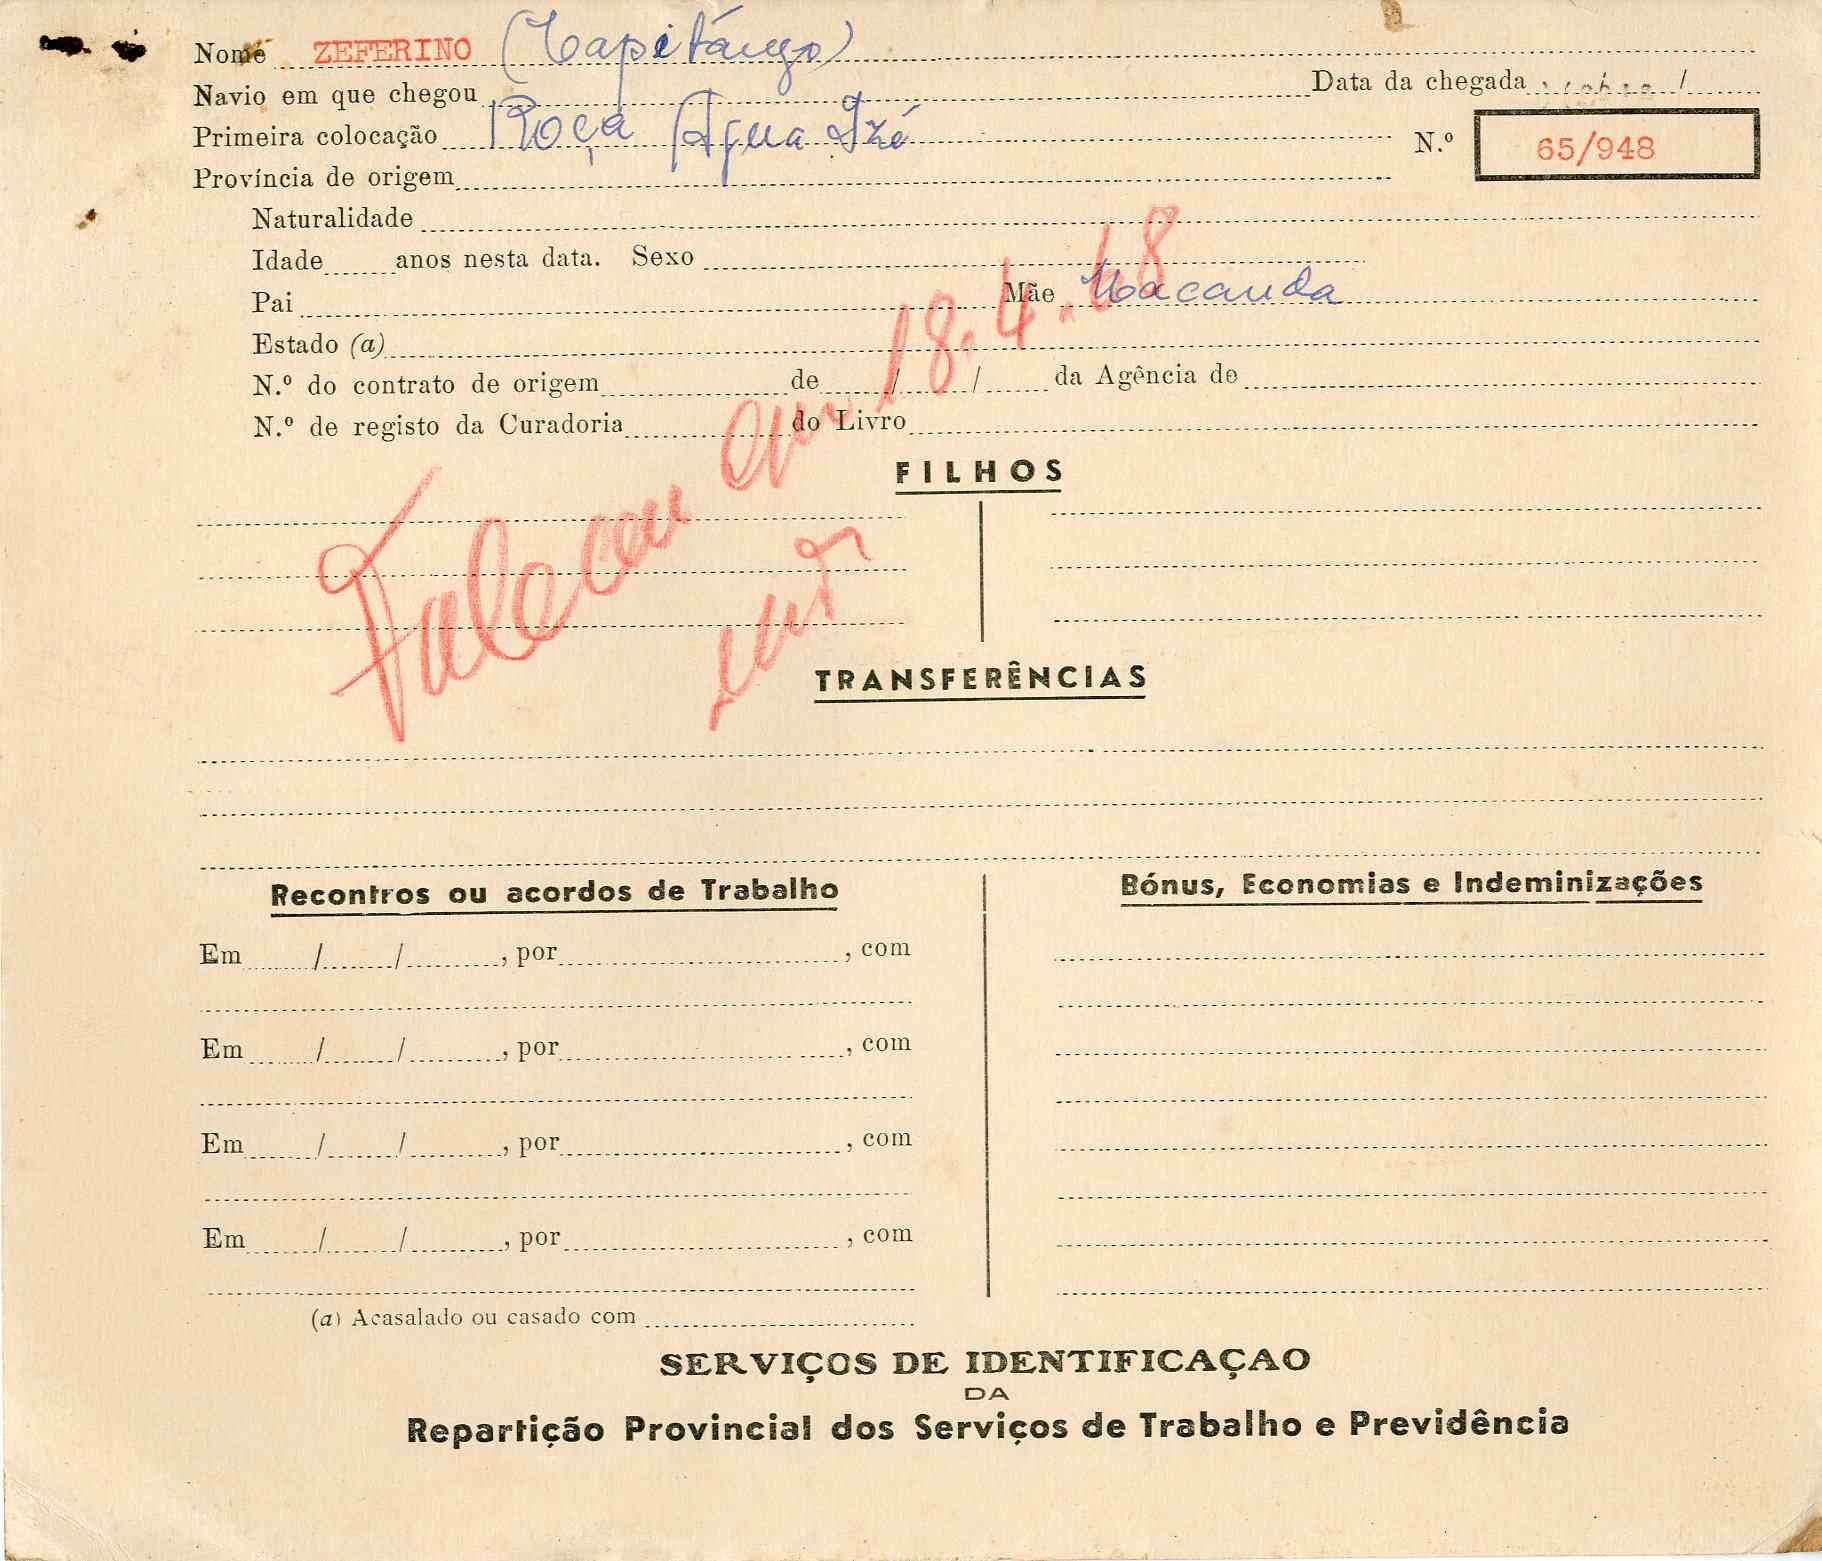 Nome ZEFERINO (Capitango)
Navio em que chegou Data da chegada / /
Primeira colocação Roça Água Izé N.º 65/948
Província de origem
Naturalidade
Idade anos nesta data. Sexo
Pai Mãe Macanda
Estado (a)
N.º do contrato de origem de / / da Agência de
N.º de registo da Curadoria do Livro
Faleceu em 18.4.68
FILHOS
TRANSFERÊNCIAS
Recontros ou acordos de Trabalho
Bónus, Economias e Indeminizações
Em / / , por , com
Em / / , por , com
Em / / , por , com
Em / / , por , com
(a) Acasalado ou casado com
SERVIÇOS DE IDENTIFICAÇAO
DA
Repartição Provincial dos Serviços de Trabalho e Previdência